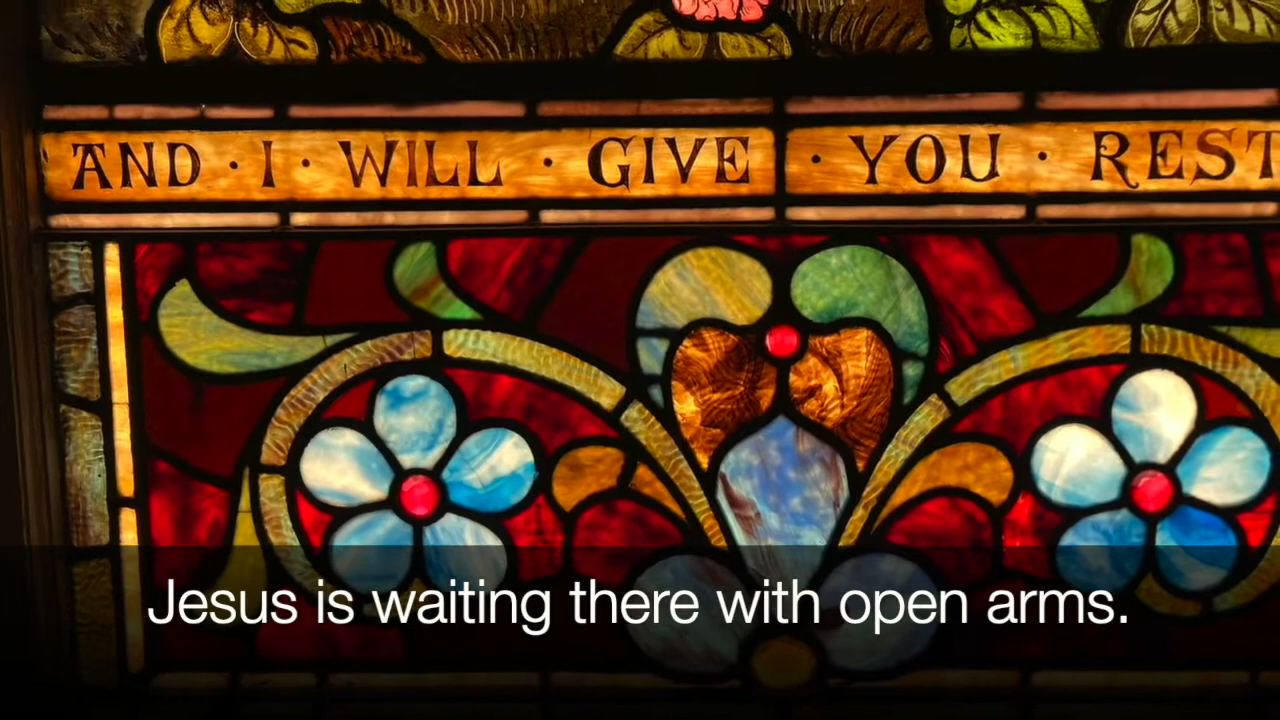 AND · I · WILL · GIVE · YOU · REST
Jesus is waiting there with open arms.